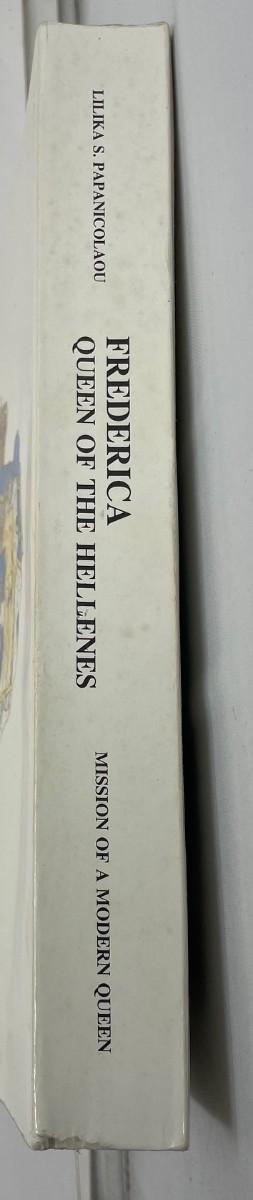 LILIKA S. PAPANICOLAOU
FREDERICA
QUEEN OF THE HELLENES
MISSION OF A MODERN QUEEN